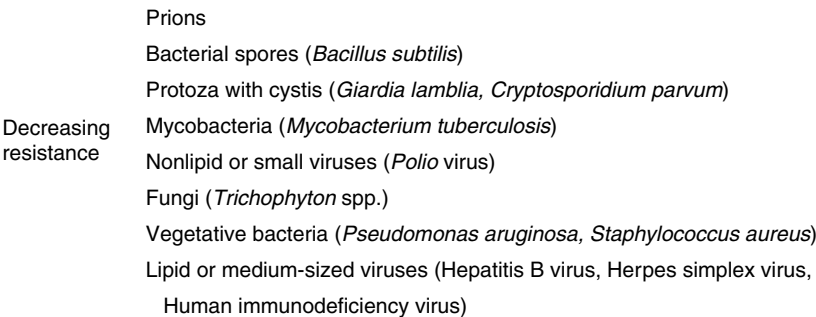 Prions
Bacterial spores (Bacillus subtilis)
Protoza with cystis (Giardia lamblia, Cryptosporidium parvum)
Decreasing
resistance
Mycobacteria (Mycobacterium tuberculosis)
Nonlipid or small viruses (Polio virus)
Fungi (Trichophyton spp.)
Vegetative bacteria (Pseudomonas aruginosa, Staphylococcus aureus)
Lipid or medium-sized viruses (Hepatitis B virus, Herpes simplex virus,
Human immunodeficiency virus)